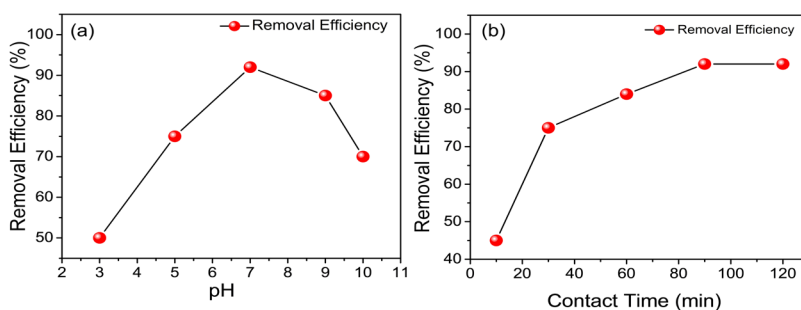 (a)
Removal Efficiency
Removal Efficiency (%)
100
90
80
70
60
50
2 3 4 5 6 7 8 9 10 11
pH
(b)
Removal Efficiency
Removal Efficiency (%)
100
90
80
70
60
50
40
0 20 40 60 80 100 120
Contact Time (min)